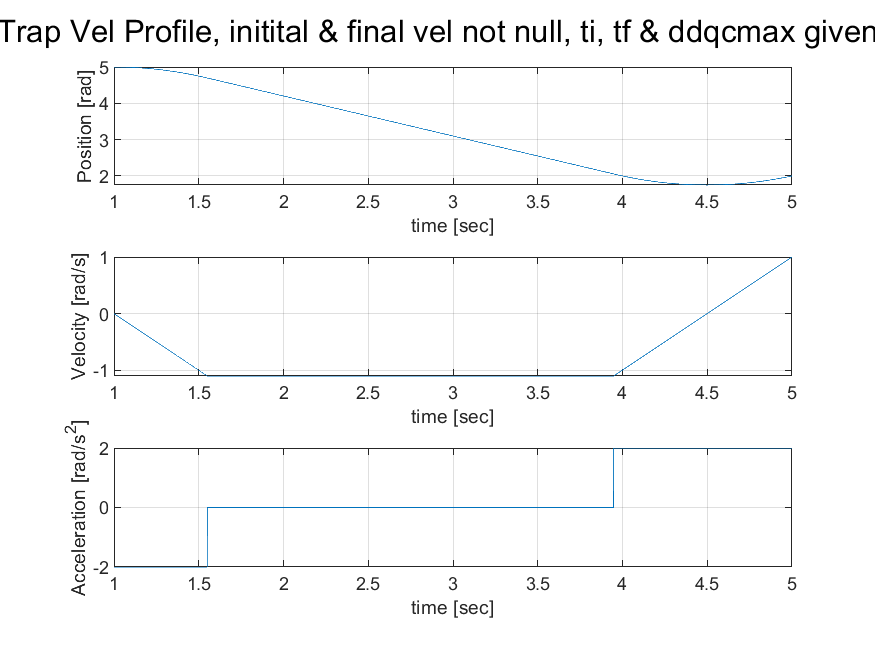 Trap Vel Profile, initital & final vel not null, ti, tf & ddqcmax given
Position [rad]
5
4
3
2
1 1.5 2 2.5 3 3.5 4 4.5 5
time [sec]
Velocity [rad/s]
1
0
-1
1 1.5 2 2.5 3 3.5 4 4.5 5
time [sec]
Acceleration [rad/s²]
2
0
-2
1 1.5 2 2.5 3 3.5 4 4.5 5
time [sec]